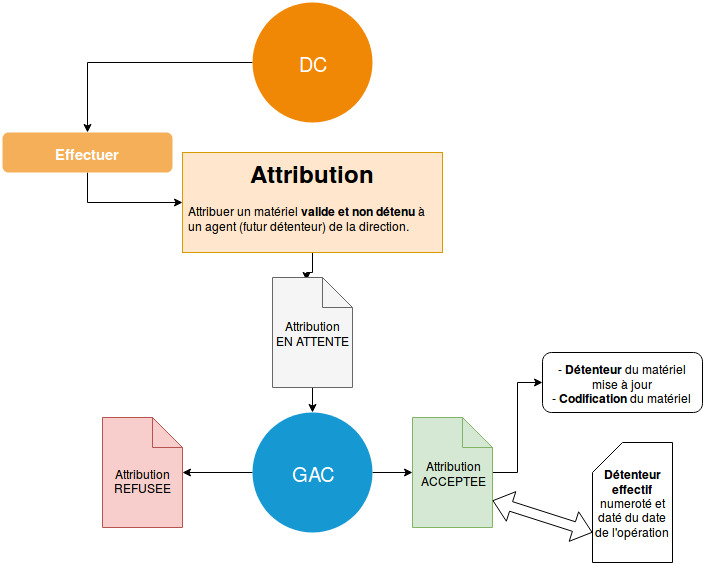 DC
Effectuer
Attribution
Attribuer un matériel valide et non détenu à
un agent (futur détenteur) de la direction.
Attribution
EN ATTENTE
- Détenteur du matériel
mise à jour
- Codification du matériel
Attribution
REFUSEE
GAC
Attribution
ACCEPTEE
Détenteur
effectif
numeroté et
daté du date
de l'opération